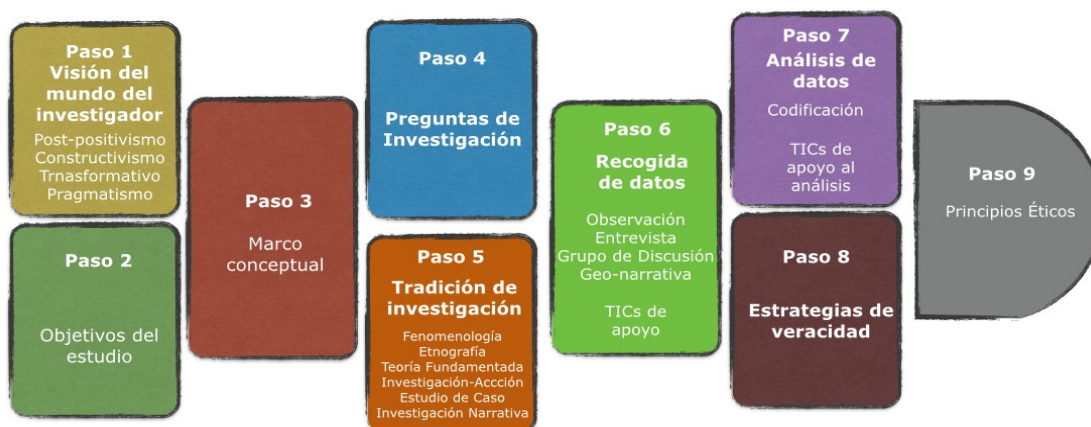 Paso 1
Visión del
mundo del
investigador
Post-positivismo
Constructivismo
Trnasformativo
Pragmatismo
Paso 2
Objetivos del
estudio
Paso 3
Marco
conceptual
Paso 4
Preguntas de
Investigación
Paso 5
Tradición de
investigación
Fenomenología
Etnografía
Teoría Fundamentada
Investigación-Accción
Estudio de Caso
Investigación Narrativa
Paso 6
Recogida
de datos
Observación
Entrevista
Grupo de Discusión
Geo-narrativa
TICs de
apoyo
Paso 7
Análisis de
datos
Codificación
TICs de
apoyo al
análisis
Paso 8
Estrategias de
veracidad
Paso 9
Principios Éticos